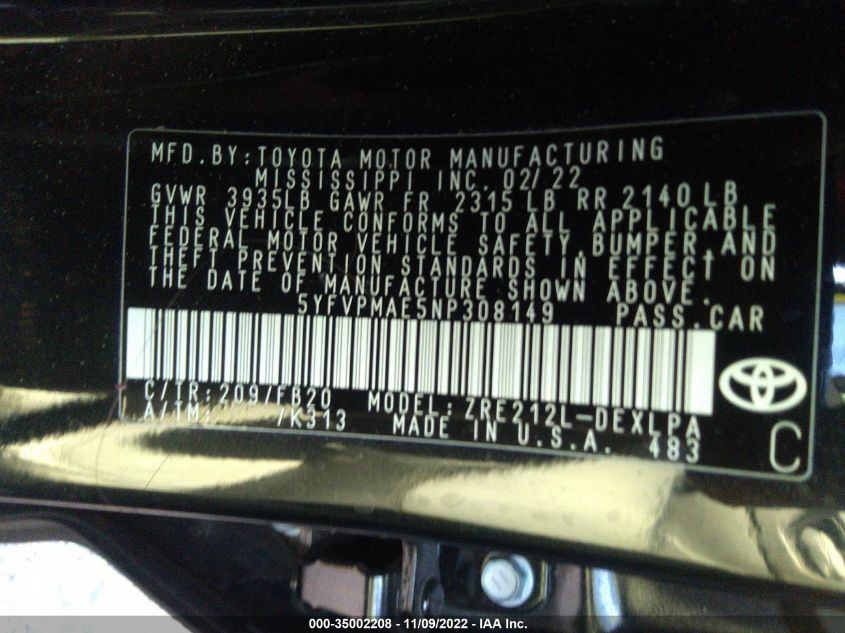 MFD.BY:TOYOTA MOTOR MANUFACTURING
MISSISSIPPI INC. 02/22
GVWR 3935LB GAWR FR 2315 LB RR 2140 LB
THIS VEHICLE CONFORMS TO ALL APPLICABLE
FEDERAL MOTOR VEHICLE SAFETY,BUMPER,AND
THEFT PREVENTION STANDARDS IN EFFECT ON
THE DATE OF MANUFACTURE SHOWN ABOVE.
5YFVPMAE5NP308149 PASS.CAR
C/TR:209/FB20 MODEL:ZRE212L-DEXLPA
A/TM: /K313 MADE IN U.S.A. 483
C
000-35002208 - 11/09/2022 - IAA Inc.